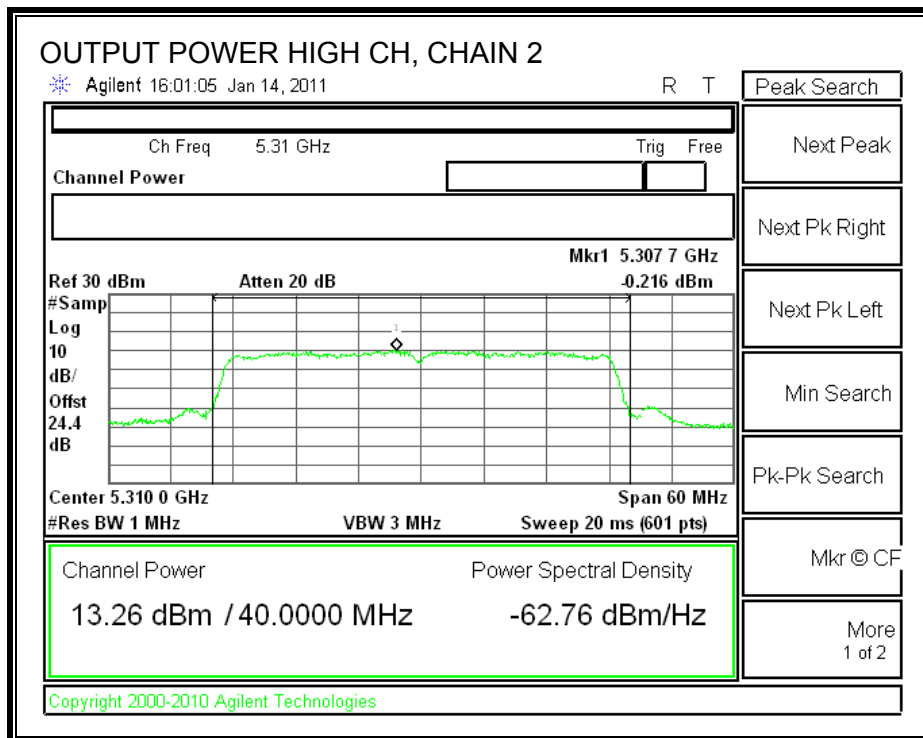 OUTPUT POWER HIGH CH, CHAIN 2
Agilent 16:01:05 Jan 14, 2011 R T
Peak Search
Ch Freq 5.31 GHz Trig Free
Channel Power
Next Peak
Next Pk Right
Mkr1 5.307 7 GHz
Ref 30 dBm Atten 20 dB -0.216 dBm
#Samp
Log
10
dB/
Offst
24.4
dB
1
Next Pk Left
Min Search
Pk-Pk Search
Center 5.310 0 GHz Span 60 MHz
#Res BW 1 MHz VBW 3 MHz Sweep 20 ms (601 pts)
Channel Power Power Spectral Density
13.26 dBm / 40.0000 MHz -62.76 dBm/Hz
Mkr © CF
More
1 of 2
Copyright 2000-2010 Agilent Technologies